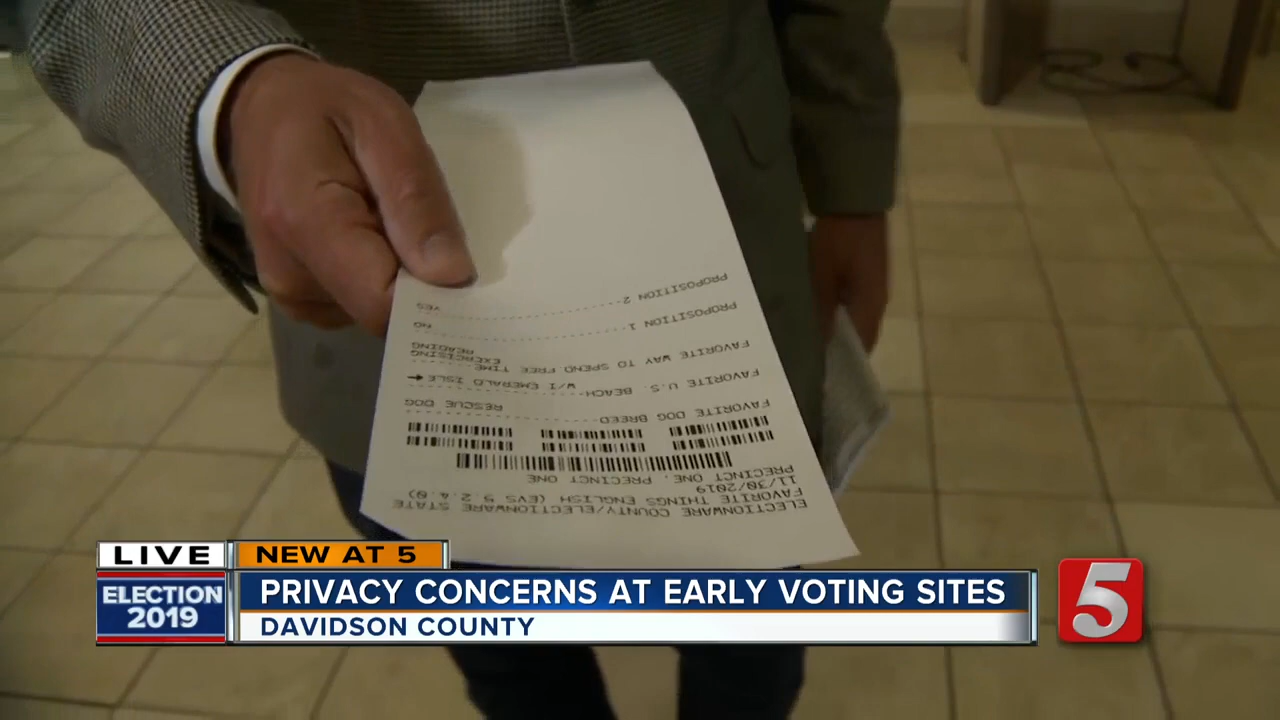 ELECTIONWARE COUNTY/ELECTIONWARE STATE
FAVORITE THINGS ENGLISH (EVS 5.2.4.0)
11/30/2019
PRECINCT ONE, PRECINCT ONE
FAVORITE DOG BREED
RESCUE DOG
FAVORITE U.S. BEACH
W/I EMERALD ISLE
FAVORITE WAY TO SPEND FREE TIME
EXERCISING
READING
PROPOSITION 1
NO
PROPOSITION 2
YES
LIVE
NEW AT 5
ELECTION
2019
PRIVACY CONCERNS AT EARLY VOTING SITES
DAVIDSON COUNTY
5